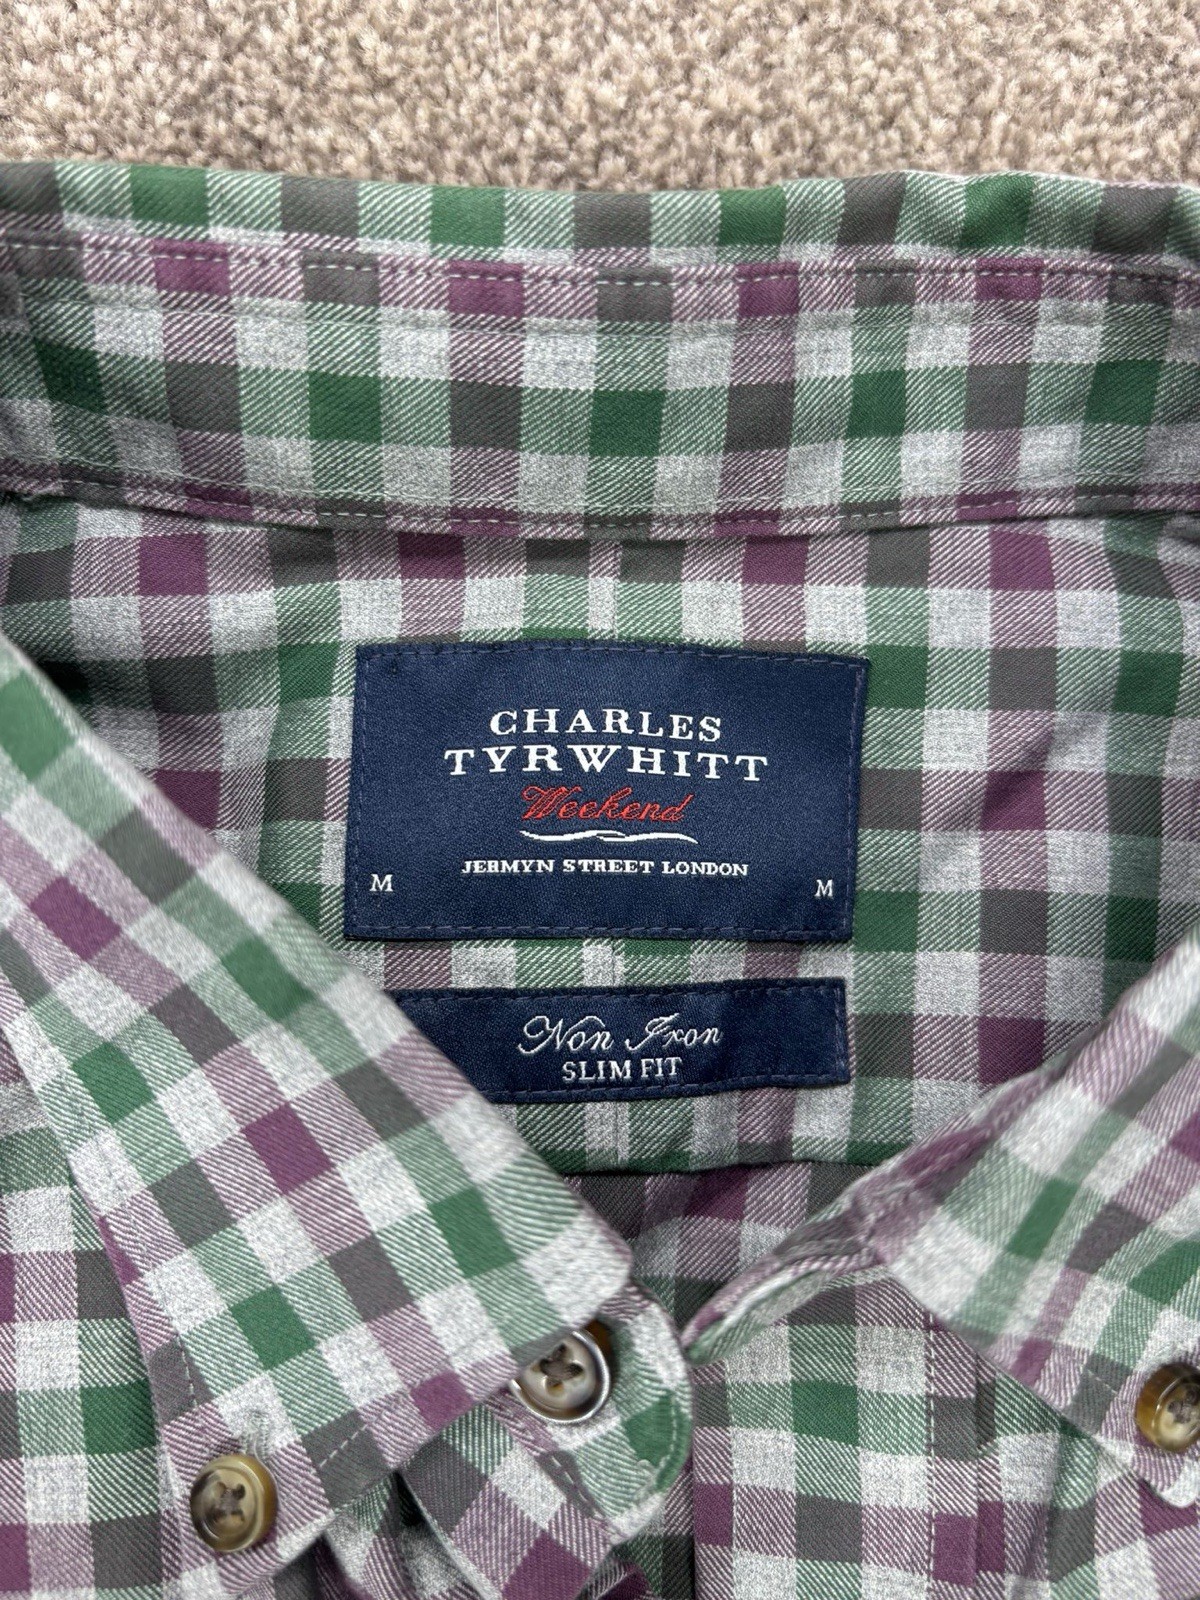 CHARLES
TYRWHITT
Weekend
JERMYN STREET LONDON
M M
Non Iron
SLIM FIT